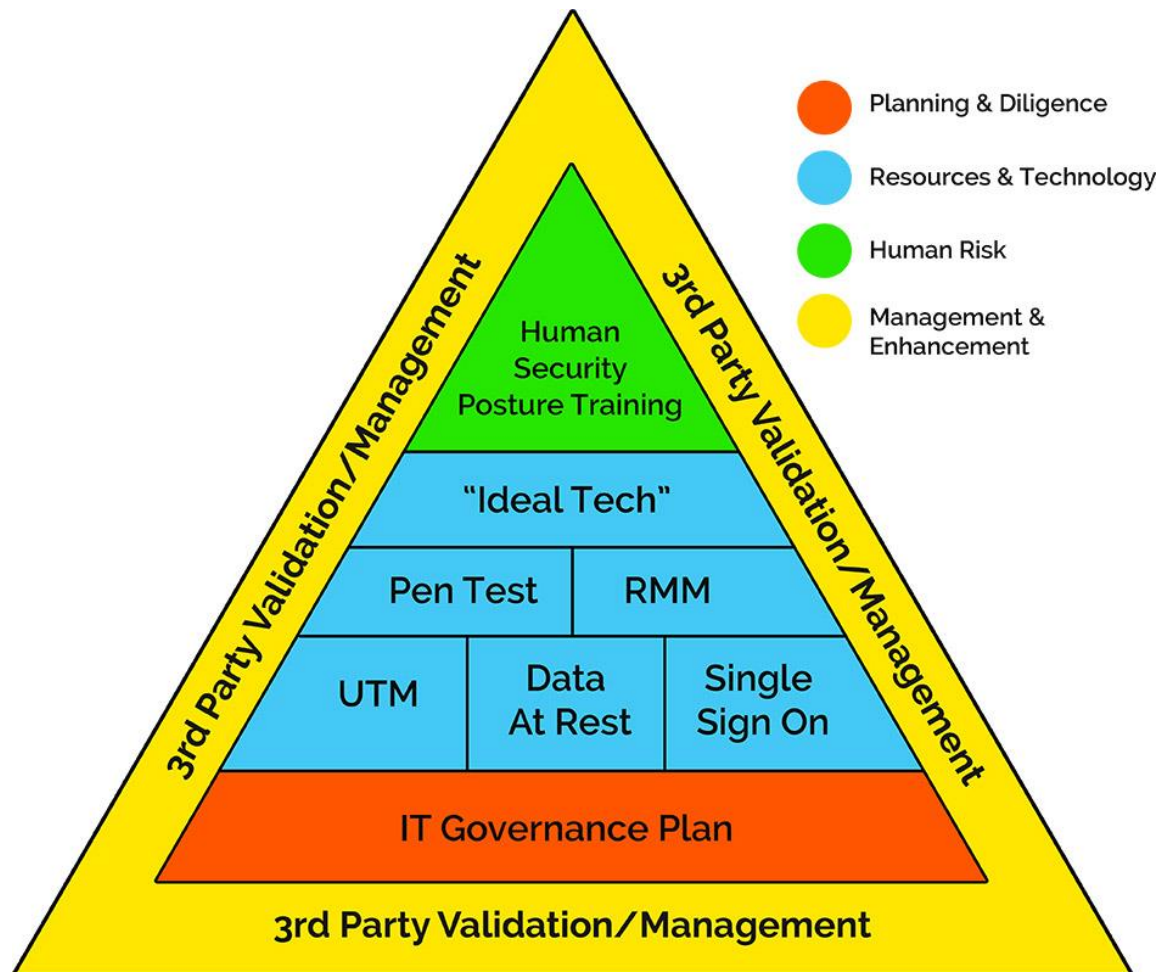 Planning & Diligence
Resources & Technology
Human Risk
Management &
Enhancement
3rd Party Validation/Management
3rd Party Validation/Management
Human
Security
Posture Training
“Ideal Tech”
Pen Test
RMM
UTM
Data
At Rest
Single
Sign On
IT Governance Plan
3rd Party Validation/Management